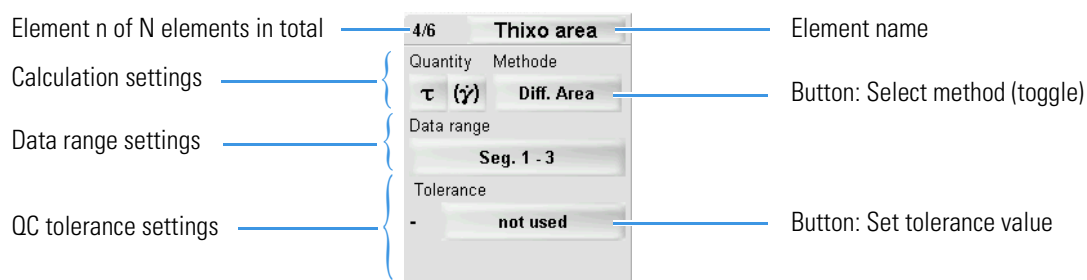 Element n of N elements in total
4/6 Thixo area
Element name
Calculation settings
Quantity Methode
τ (γ̇) Diff. Area
Button: Select method (toggle)
Data range settings
Data range
Seg. 1 - 3
QC tolerance settings
Tolerance
- not used
Button: Set tolerance value